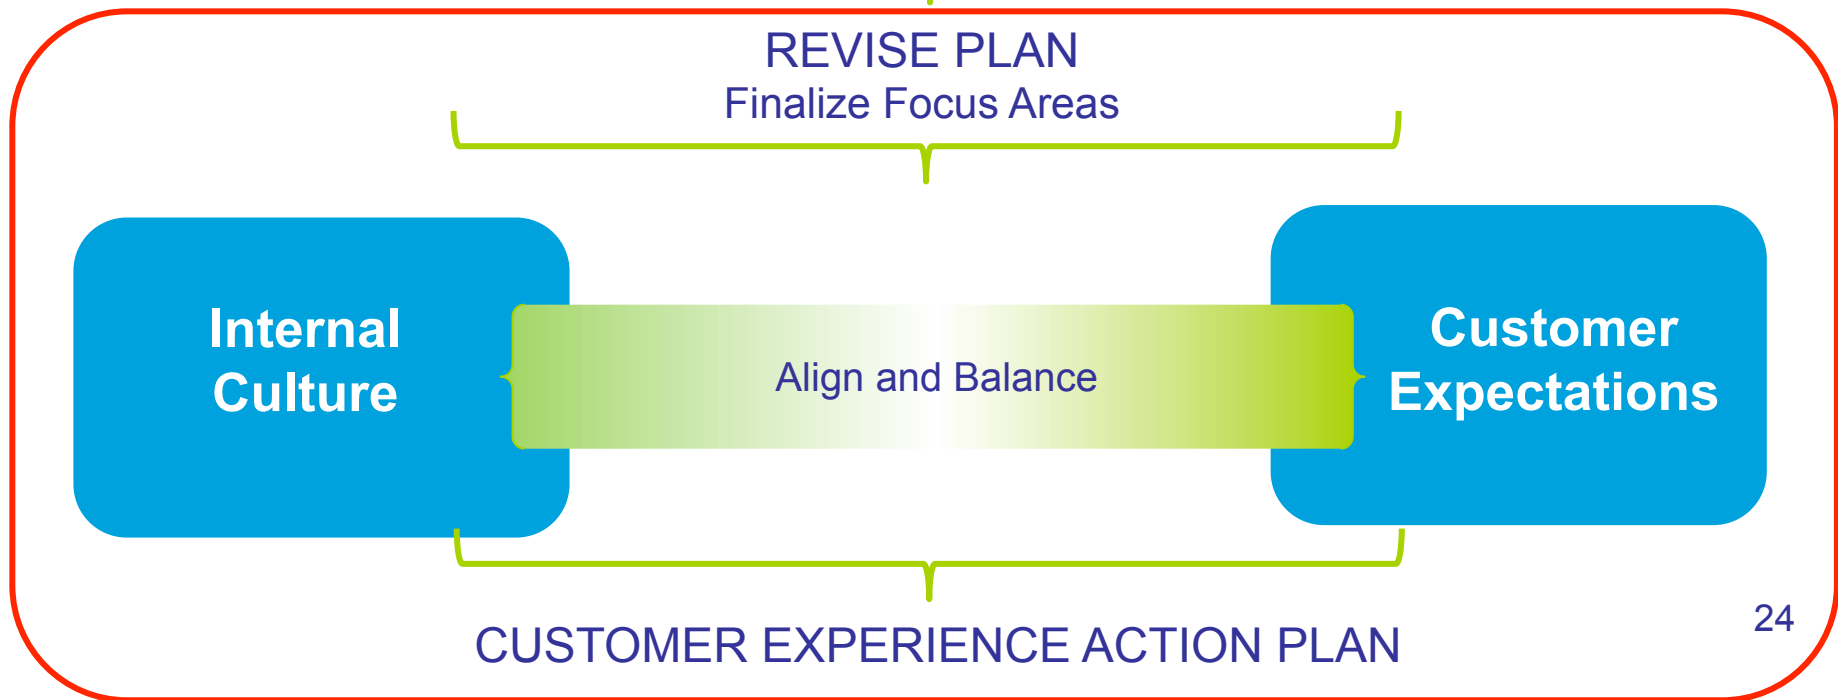 REVISE PLAN
Finalize Focus Areas
Internal
Culture
Align and Balance
Customer
Expectations
CUSTOMER EXPERIENCE ACTION PLAN
24